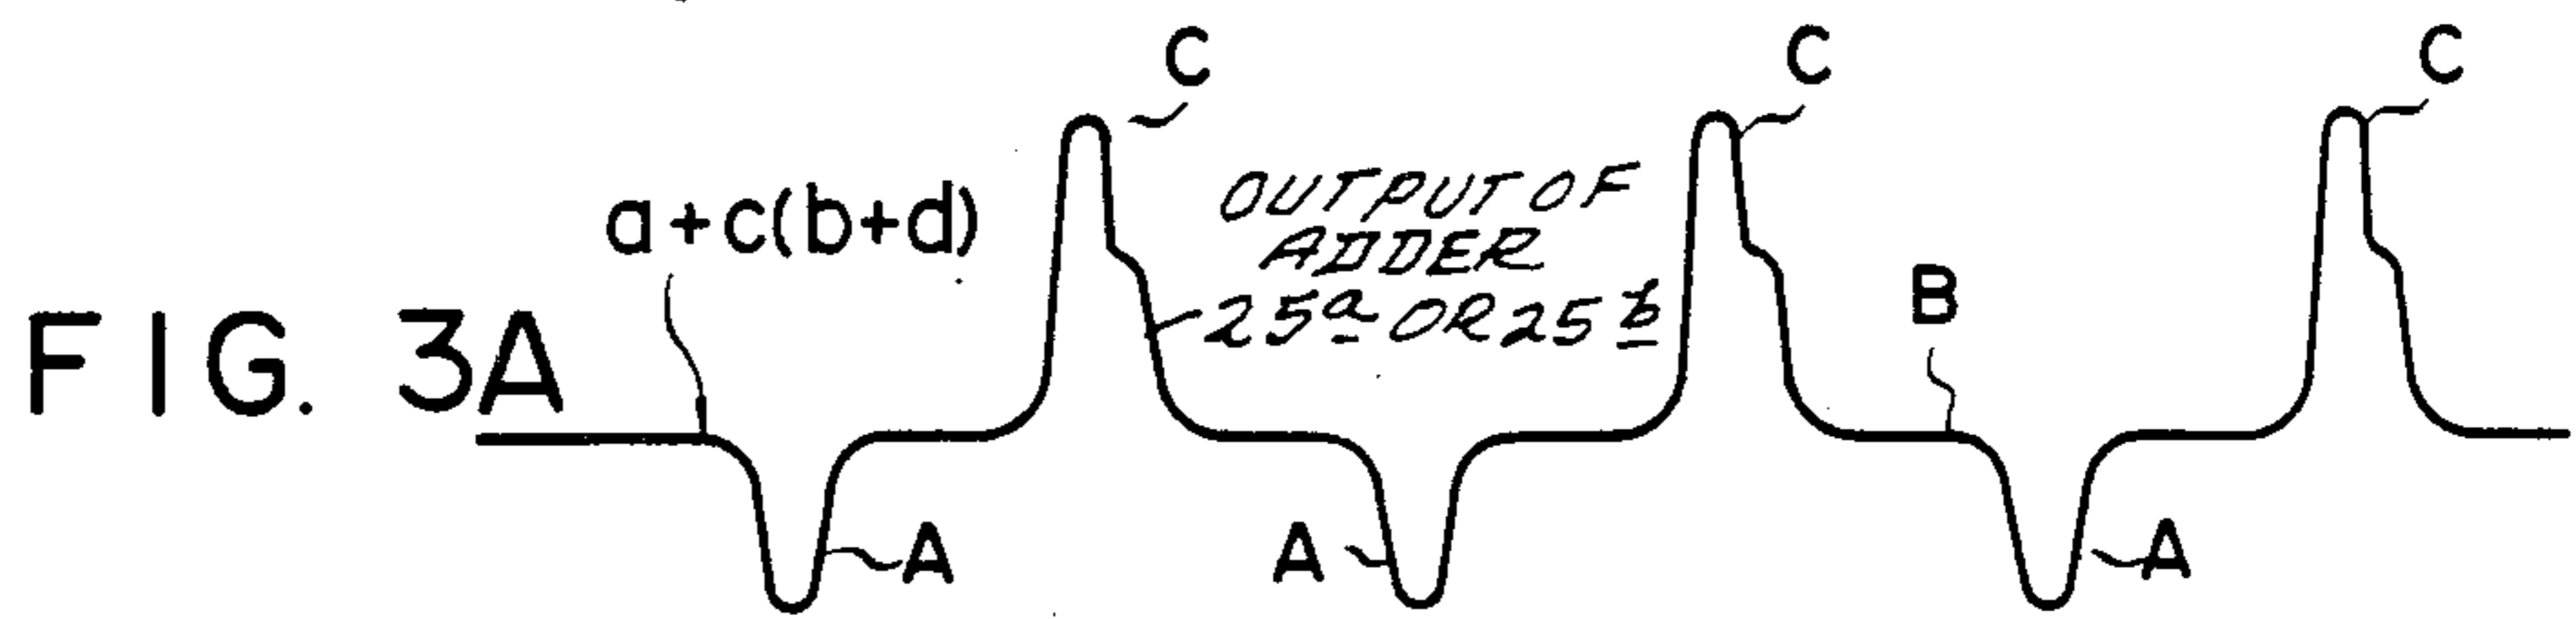 C C C
a+c(b+d)
OUTPUT OF
ADDER
25a OR 25b
B
FIG. 3A
A A A